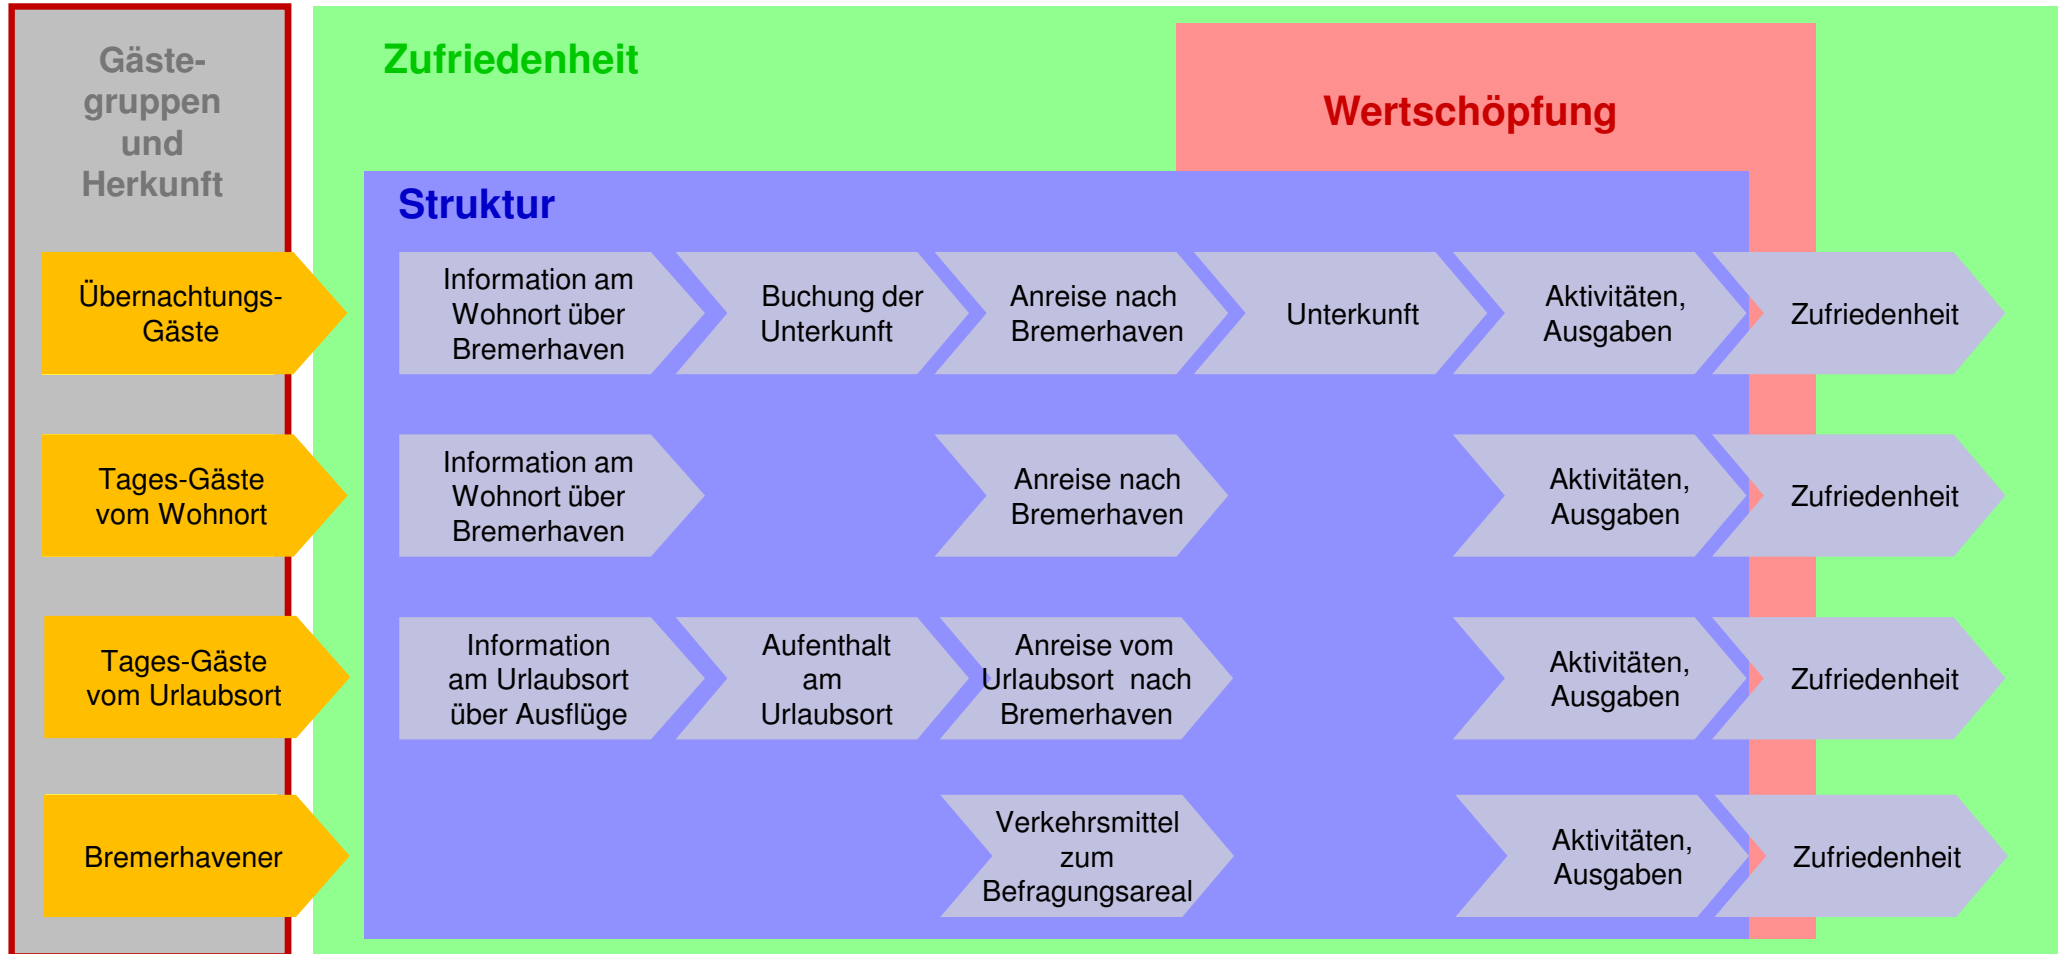 Gäste-
gruppen
und
Herkunft
Zufriedenheit
Wertschöpfung
Struktur
Übernachtungs-
Gäste
Information am
Wohnort über
Bremerhaven
Buchung der
Unterkunft
Anreise nach
Bremerhaven
Unterkunft
Aktivitäten,
Ausgaben
Zufriedenheit
Tages-Gäste
vom Wohnort
Information am
Wohnort über
Bremerhaven
Anreise nach
Bremerhaven
Aktivitäten,
Ausgaben
Zufriedenheit
Tages-Gäste
vom Urlaubsort
Information
am Urlaubsort
über Ausflüge
Aufenthalt
am
Urlaubsort
Anreise vom
Urlaubsort nach
Bremerhaven
Aktivitäten,
Ausgaben
Zufriedenheit
Bremerhavener
Verkehrsmittel
zum
Befragungsareal
Aktivitäten,
Ausgaben
Zufriedenheit